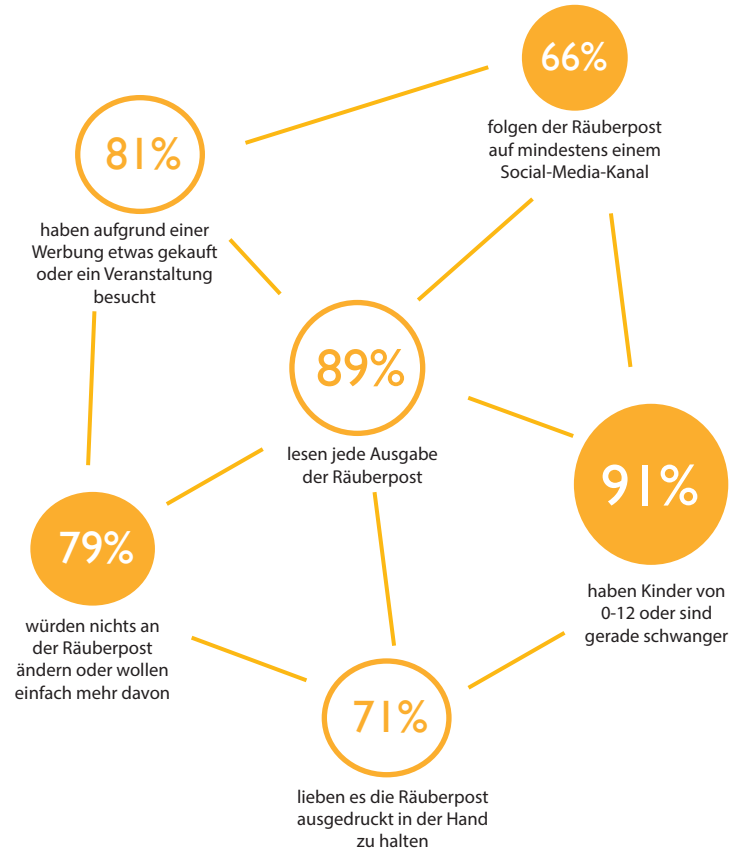 66%
folgen der Räuberpost
auf mindestens einem
Social-Media-Kanal
81%
haben aufgrund einer
Werbung etwas gekauft
oder ein Veranstaltung
besucht
89%
lesen jede Ausgabe
der Räuberpost
91%
haben Kinder von
0-12 oder sind
gerade schwanger
79%
würden nichts an
der Räuberpost
ändern oder wollen
einfach mehr davon
71%
lieben es die Räuberpost
ausgedruckt in der Hand
zu halten